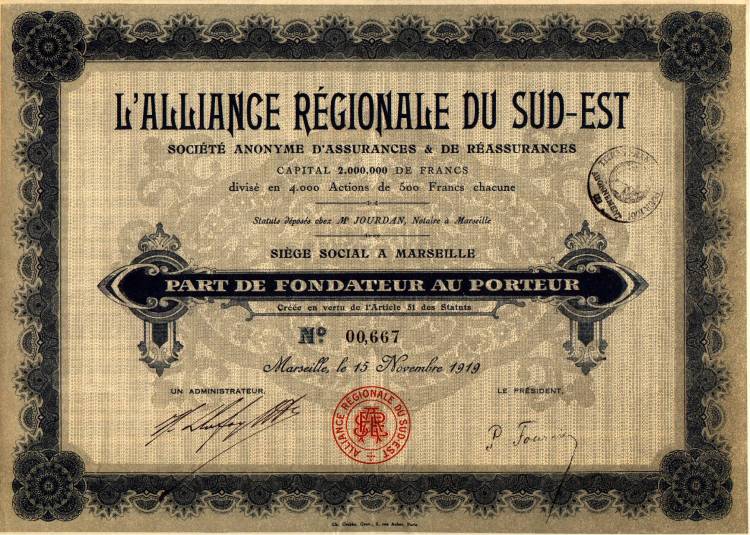 L'ALLIANCE RÉGIONALE DU SUD-EST
SOCIÉTÉ ANONYME D'ASSURANCES & DE RÉASSURANCES
CAPITAL 2.000.000 DE FRANCS
divisé en 4.000 Actions de 500 Francs chacune
Statuts déposés chez Me JOURDAN, Notaire à Marseille
SIÈGE SOCIAL A MARSEILLE
PART DE FONDATEUR AU PORTEUR
Créée en vertu de l'Article 51 des Statuts
No 00,667
Marseille, le 15 Novembre 1919
UN ADMINISTRATEUR,
LE PRÉSIDENT,
ALLIANCE RÉGIONALE DU SUD-EST